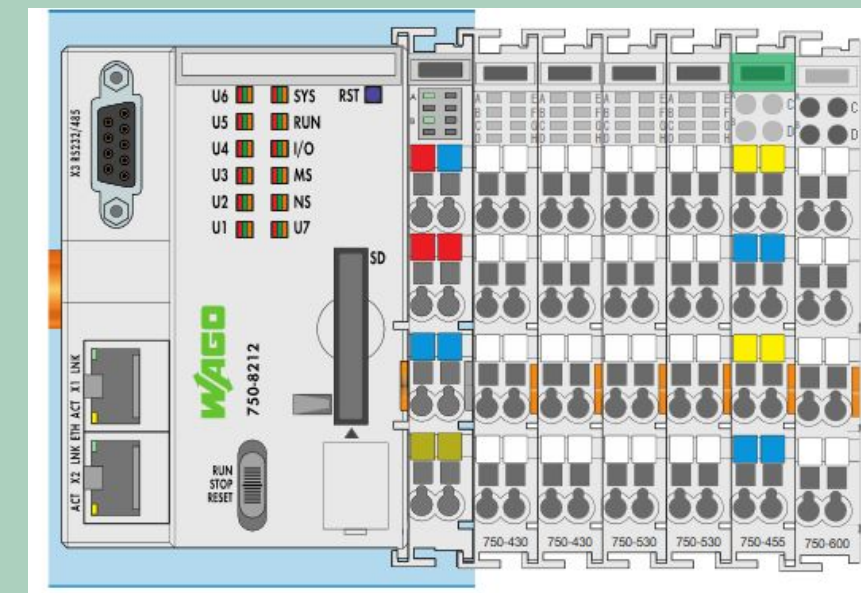 X3 RS232/485
U6 SYS RST
U5 RUN
U4 I/O
U3 MS
U2 NS
U1 U7
SD
WAGO
750-8212
ACT X2 LNK ETH ACT X1 LNK
RUN
STOP
RESET
A
B
A E
B F
C G
D H
A E
B F
C G
D H
A E
B F
C G
D H
A E
B F
C G
D H
A C
B D
A C
B D
750-430 750-430 750-530 750-530 750-455 750-600